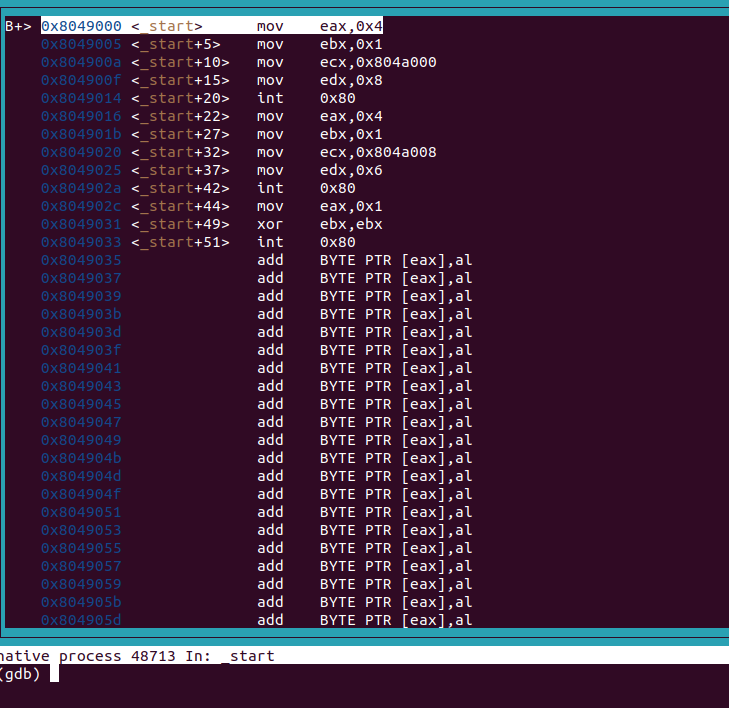 B+> 0x8049000 <_start> mov eax,0x4
0x8049005 <_start+5> mov ebx,0x1
0x804900a <_start+10> mov ecx,0x804a000
0x804900f <_start+15> mov edx,0x8
0x8049014 <_start+20> int 0x80
0x8049016 <_start+22> mov eax,0x4
0x804901b <_start+27> mov ebx,0x1
0x8049020 <_start+32> mov ecx,0x804a008
0x8049025 <_start+37> mov edx,0x6
0x804902a <_start+42> int 0x80
0x804902c <_start+44> mov eax,0x1
0x8049031 <_start+49> xor ebx,ebx
0x8049033 <_start+51> int 0x80
0x8049035 add BYTE PTR [eax],al
0x8049037 add BYTE PTR [eax],al
0x8049039 add BYTE PTR [eax],al
0x804903b add BYTE PTR [eax],al
0x804903d add BYTE PTR [eax],al
0x804903f add BYTE PTR [eax],al
0x8049041 add BYTE PTR [eax],al
0x8049043 add BYTE PTR [eax],al
0x8049045 add BYTE PTR [eax],al
0x8049047 add BYTE PTR [eax],al
0x8049049 add BYTE PTR [eax],al
0x804904b add BYTE PTR [eax],al
0x804904d add BYTE PTR [eax],al
0x804904f add BYTE PTR [eax],al
0x8049051 add BYTE PTR [eax],al
0x8049053 add BYTE PTR [eax],al
0x8049055 add BYTE PTR [eax],al
0x8049057 add BYTE PTR [eax],al
0x8049059 add BYTE PTR [eax],al
0x804905b add BYTE PTR [eax],al
0x804905d add BYTE PTR [eax],al
native process 48713 In: _start
(gdb)